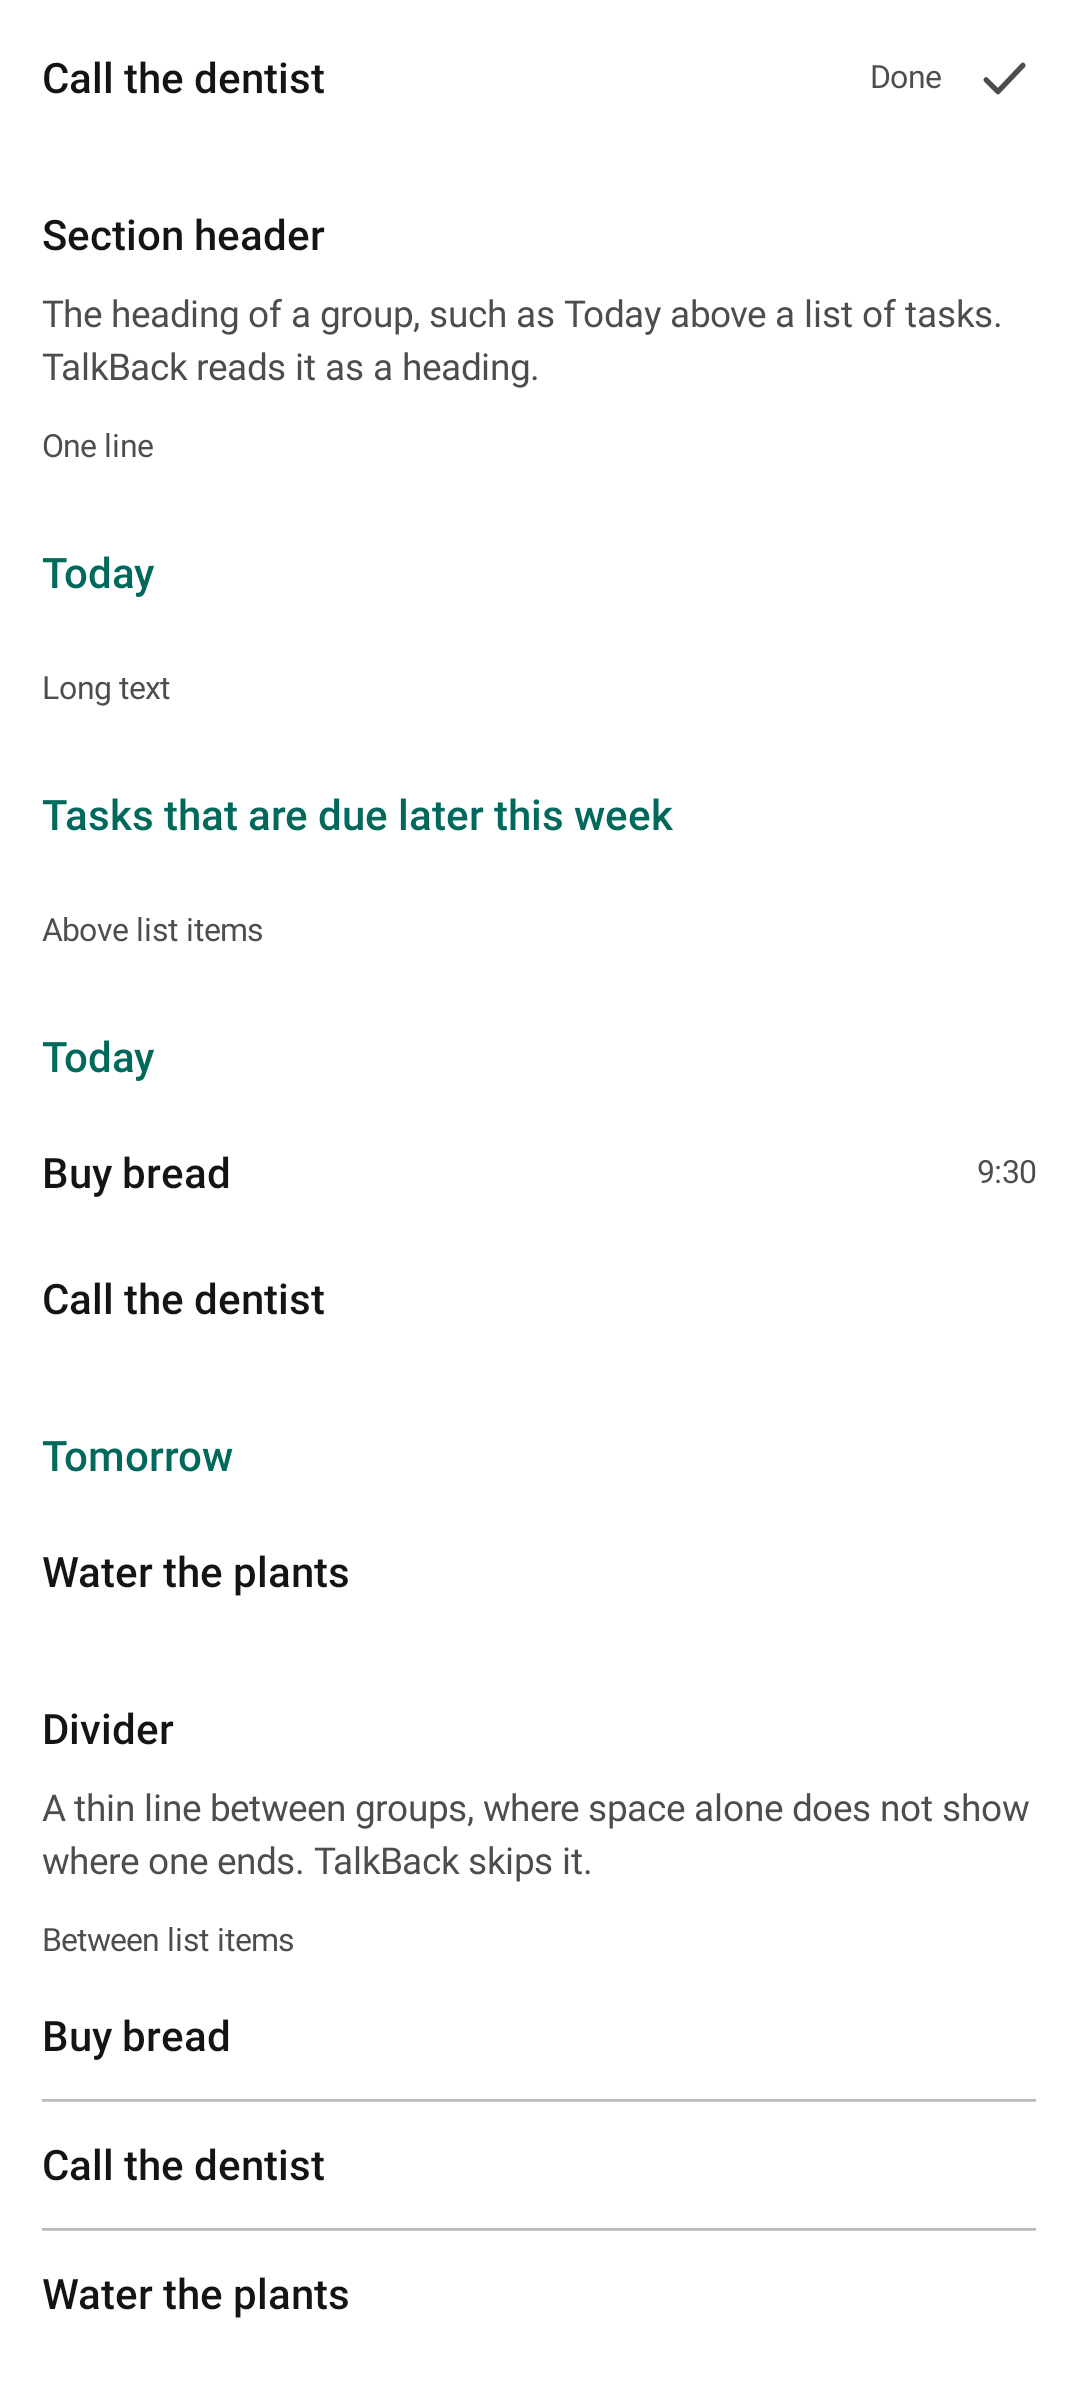 Call the dentist Done
Section header
The heading of a group, such as Today above a list of tasks.
TalkBack reads it as a heading.
One line
Today
Long text
Tasks that are due later this week
Above list items
Today
Buy bread 9:30
Call the dentist
Tomorrow
Water the plants
Divider
A thin line between groups, where space alone does not show
where one ends. TalkBack skips it.
Between list items
Buy bread
Call the dentist
Water the plants